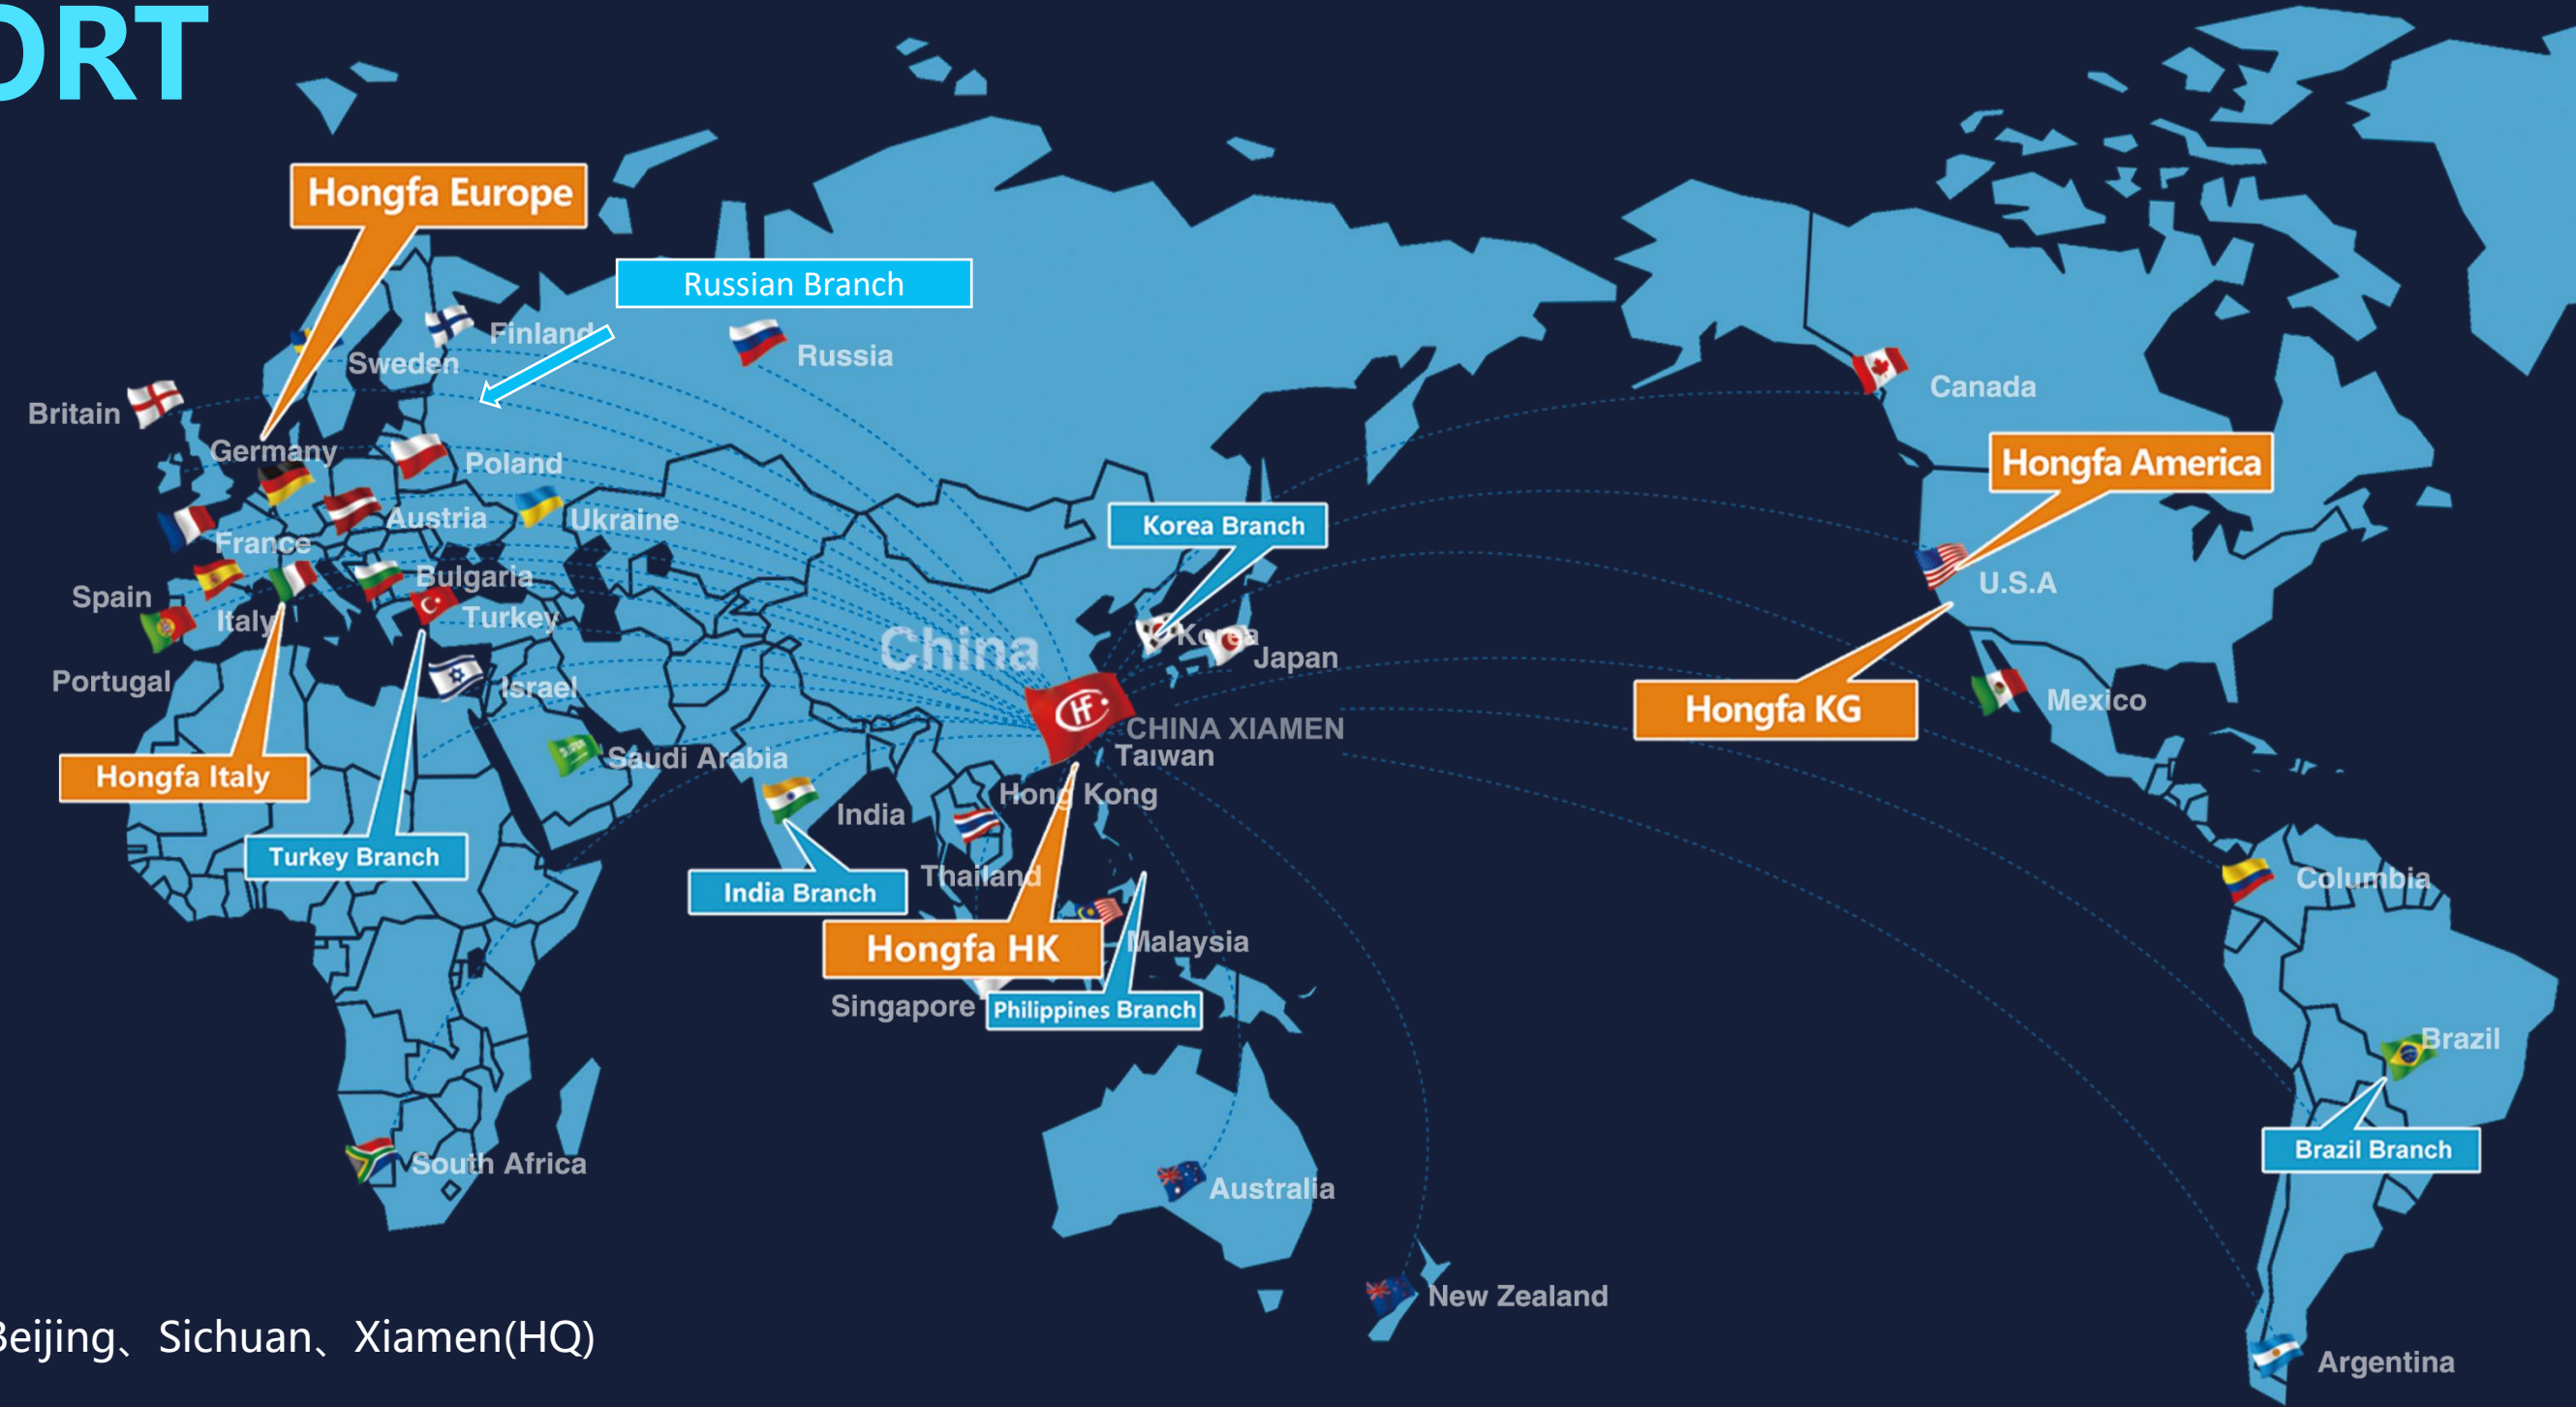 ORT
Hongfa Europe
Russian Branch
Finland
Russia
Sweden
Canada
Britain
Germany
Poland
Hongfa America
Austria
Ukraine
Korea Branch
France
Bulgaria
U.S.A
Spain
Italy
Turkey
China
Korea
Japan
Portugal
Israel
HF
Hongfa KG
Mexico
CHINA XIAMEN
Taiwan
Saudi Arabia
Hongfa Italy
Hong Kong
India
Turkey Branch
Thailand
India Branch
Columbia
Hongfa HK
Malaysia
Singapore
Philippines Branch
Brazil
Brazil Branch
South Africa
Australia
New Zealand
Beijing、Sichuan、Xiamen(HQ)
Argentina